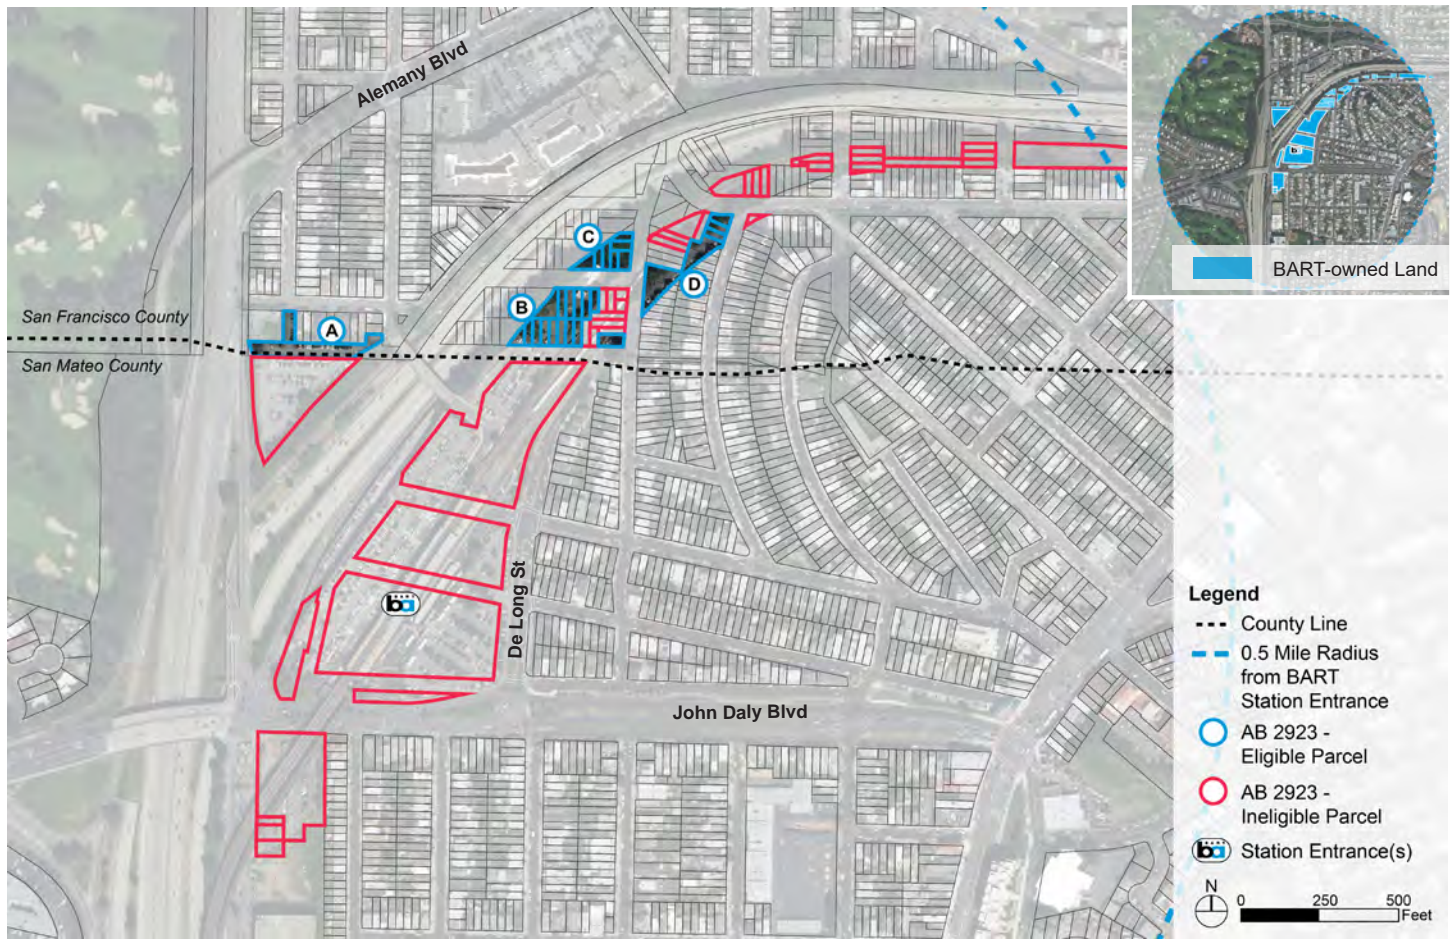 Alemany Blvd
BART-owned Land
C
D
B
San Francisco County
A
San Mateo County
De Long St
ba
John Daly Blvd
Legend
County Line
0.5 Mile Radius
from BART
Station Entrance
AB 2923 -
Eligible Parcel
AB 2923 -
Ineligible Parcel
ba Station Entrance(s)
N
0 250 500
Feet